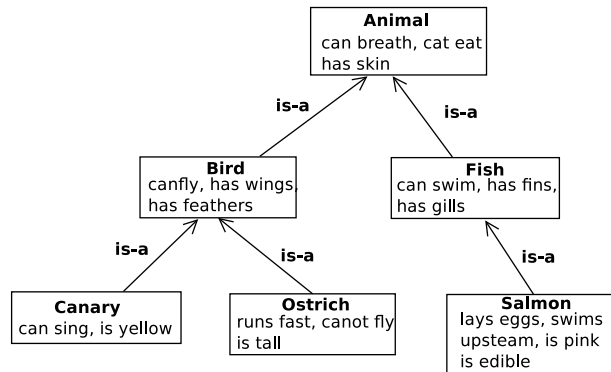 Animal
can breath, cat eat
has skin
is-a
is-a
Bird
canfly, has wings,
has feathers
Fish
can swim, has fins,
has gills
is-a
is-a
is-a
Canary
can sing, is yellow
Ostrich
runs fast, canot fly
is tall
Salmon
lays eggs, swims
upsteam, is pink
is edible